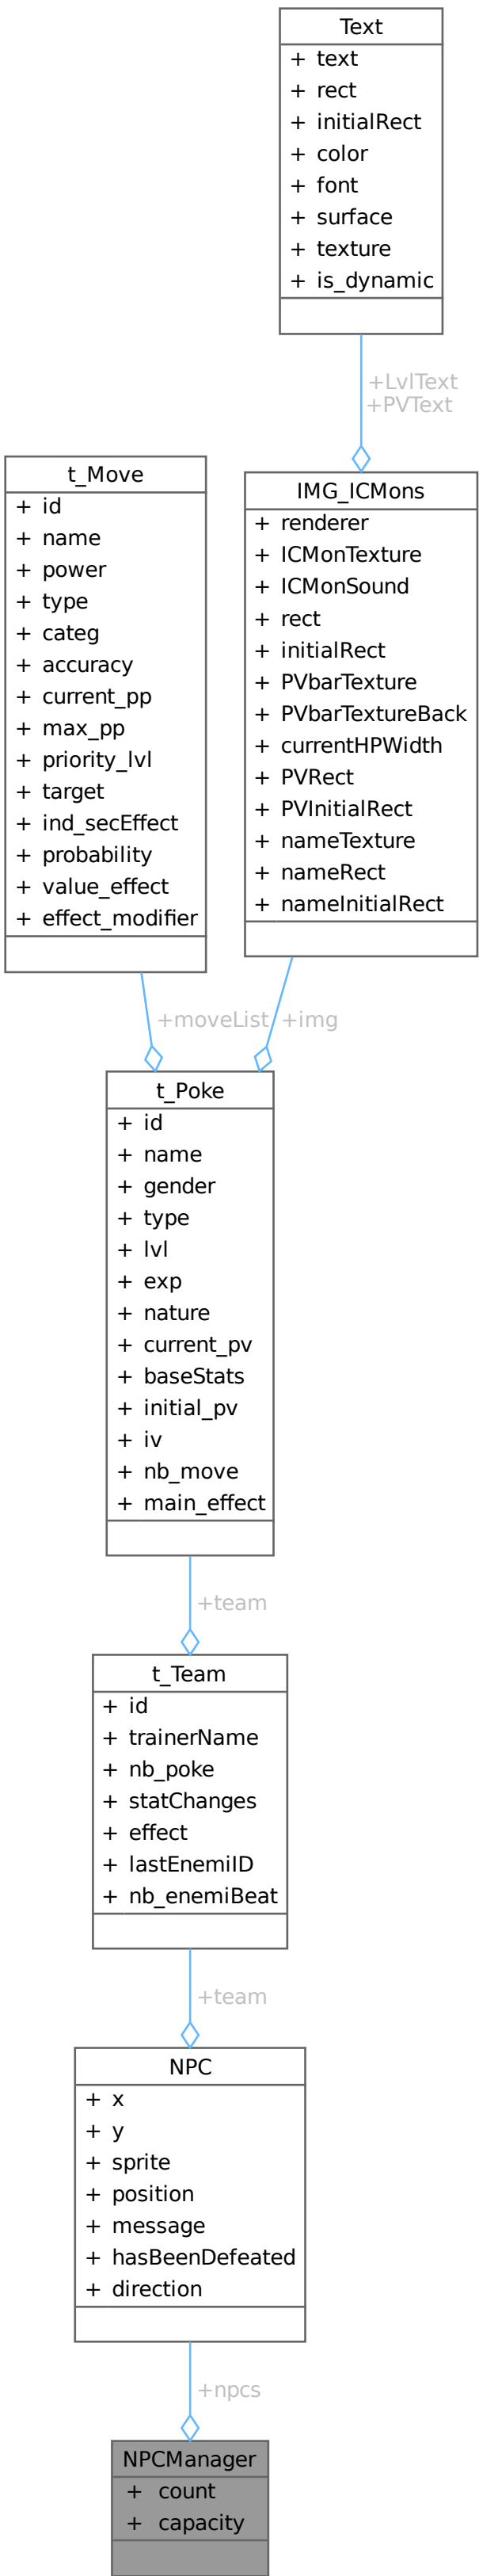 Text
+ text
+ rect
+ initialRect
+ color
+ font
+ surface
+ texture
+ is_dynamic
+LvlText
+PVText
t_Move
+ id
+ name
+ power
+ type
+ categ
+ accuracy
+ current_pp
+ max_pp
+ priority_lvl
+ target
+ ind_secEffect
+ probability
+ value_effect
+ effect_modifier
IMG_ICMons
+ renderer
+ ICMonTexture
+ ICMonSound
+ rect
+ initialRect
+ PVbarTexture
+ PVbarTextureBack
+ currentHPWidth
+ PVRect
+ PVInitialRect
+ nameTexture
+ nameRect
+ nameInitialRect
+moveList
+img
t_Poke
+ id
+ name
+ gender
+ type
+ lvl
+ exp
+ nature
+ current_pv
+ baseStats
+ initial_pv
+ iv
+ nb_move
+ main_effect
+team
t_Team
+ id
+ trainerName
+ nb_poke
+ statChanges
+ effect
+ lastEnemiID
+ nb_enemiBeat
+team
NPC
+ x
+ y
+ sprite
+ position
+ message
+ hasBeenDefeated
+ direction
+npcs
NPCManager
+ count
+ capacity